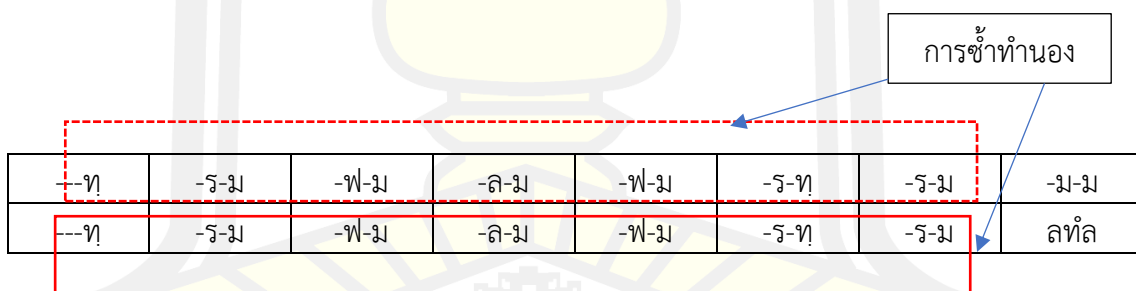 การซ้ำทำนอง
---ทฺ -ร-ม -ฟ-ม -ล-ม -ฟ-ม -ร-ทฺ -ร-ม -ม-ม
---ทฺ -ร-ม -ฟ-ม -ล-ม -ฟ-ม -ร-ทฺ -ร-ม ลทํล